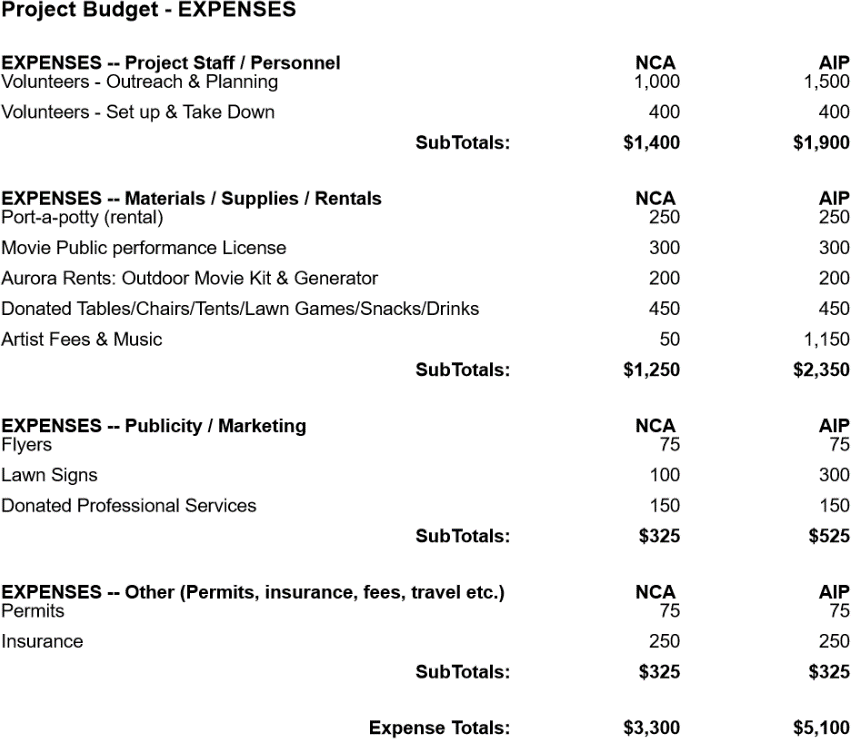 Project Budget - EXPENSES
EXPENSES -- Project Staff / Personnel NCA AIP
Volunteers - Outreach & Planning 1,000 1,500
Volunteers - Set up & Take Down 400 400
SubTotals: $1,400 $1,900
EXPENSES -- Materials / Supplies / Rentals NCA AIP
Port-a-potty (rental) 250 250
Movie Public performance License 300 300
Aurora Rents: Outdoor Movie Kit & Generator 200 200
Donated Tables/Chairs/Tents/Lawn Games/Snacks/Drinks 450 450
Artist Fees & Music 50 1,150
SubTotals: $1,250 $2,350
EXPENSES -- Publicity / Marketing NCA AIP
Flyers 75 75
Lawn Signs 100 300
Donated Professional Services 150 150
SubTotals: $325 $525
EXPENSES -- Other (Permits, insurance, fees, travel etc.) NCA AIP
Permits 75 75
Insurance 250 250
SubTotals: $325 $325
Expense Totals: $3,300 $5,100